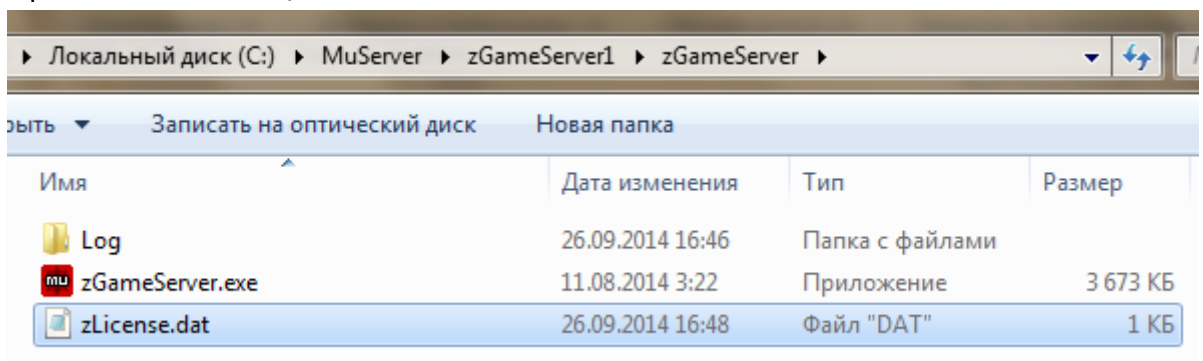 Локальный диск (C:) MuServer zGameServer1 zGameServer
Записать на оптический диск Новая папка
Имя Дата изменения Тип Размер
Log 26.09.2014 16:46 Папка с файлами
zGameServer.exe 11.08.2014 3:22 Приложение 3 673 КБ
zLicense.dat 26.09.2014 16:48 Файл "DAT" 1 КБ